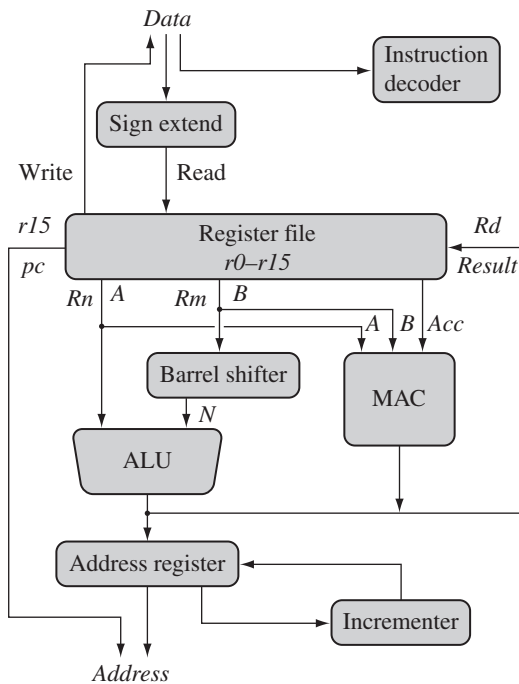 Data
Instruction
decoder
Sign extend
Write
Read
r15
Register file
Rd
pc
r0–r15
Result
Rn
A
Rm
B
A
B
Acc
Barrel shifter
MAC
N
ALU
Address register
Incrementer
Address